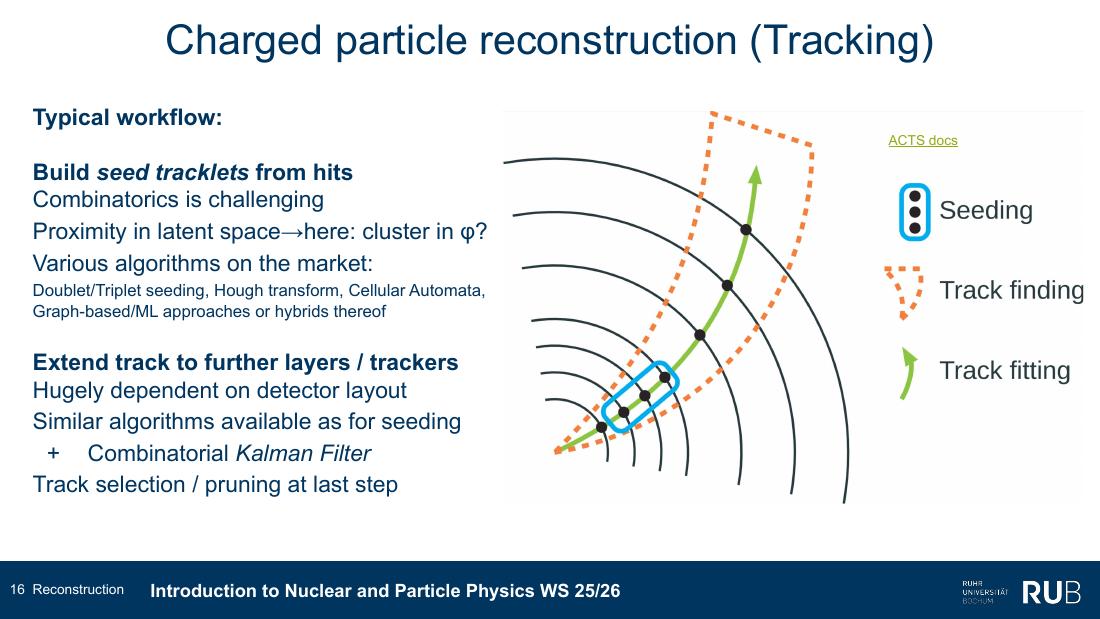 Charged particle reconstruction (Tracking)
Typical workflow:
Build seed tracklets from hits
Combinatorics is challenging
Proximity in latent space→here: cluster in φ?
Various algorithms on the market:
Doublet/Triplet seeding, Hough transform, Cellular Automata,
Graph-based/ML approaches or hybrids thereof
Extend track to further layers / trackers
Hugely dependent on detector layout
Similar algorithms available as for seeding
+ Combinatorial Kalman Filter
Track selection / pruning at last step
ACTS docs
Seeding
Track finding
Track fitting
16 Reconstruction
Introduction to Nuclear and Particle Physics WS 25/26
RUHR
UNIVERSITÄT
BOCHUM
RUB